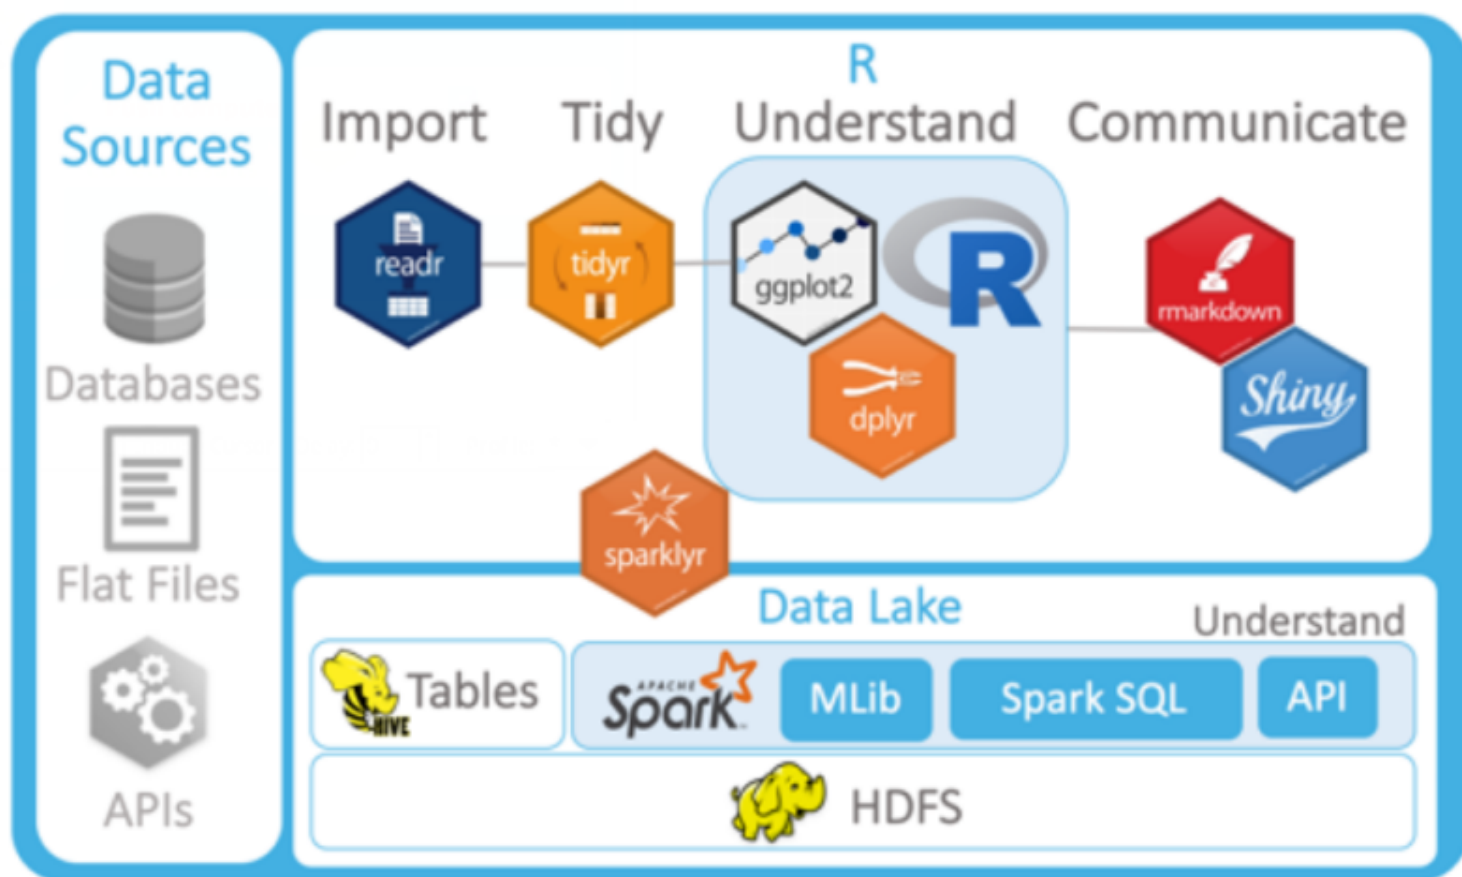 Data
Sources
Databases
Flat Files
APIs
R
Import Tidy Understand Communicate
readr
tidyr
ggplot2
R
dplyr
rmarkdown
Shiny
sparklyr
Data Lake
Understand
HIVE
Tables
APACHE
Spark™
MLib
Spark SQL
API
HDFS